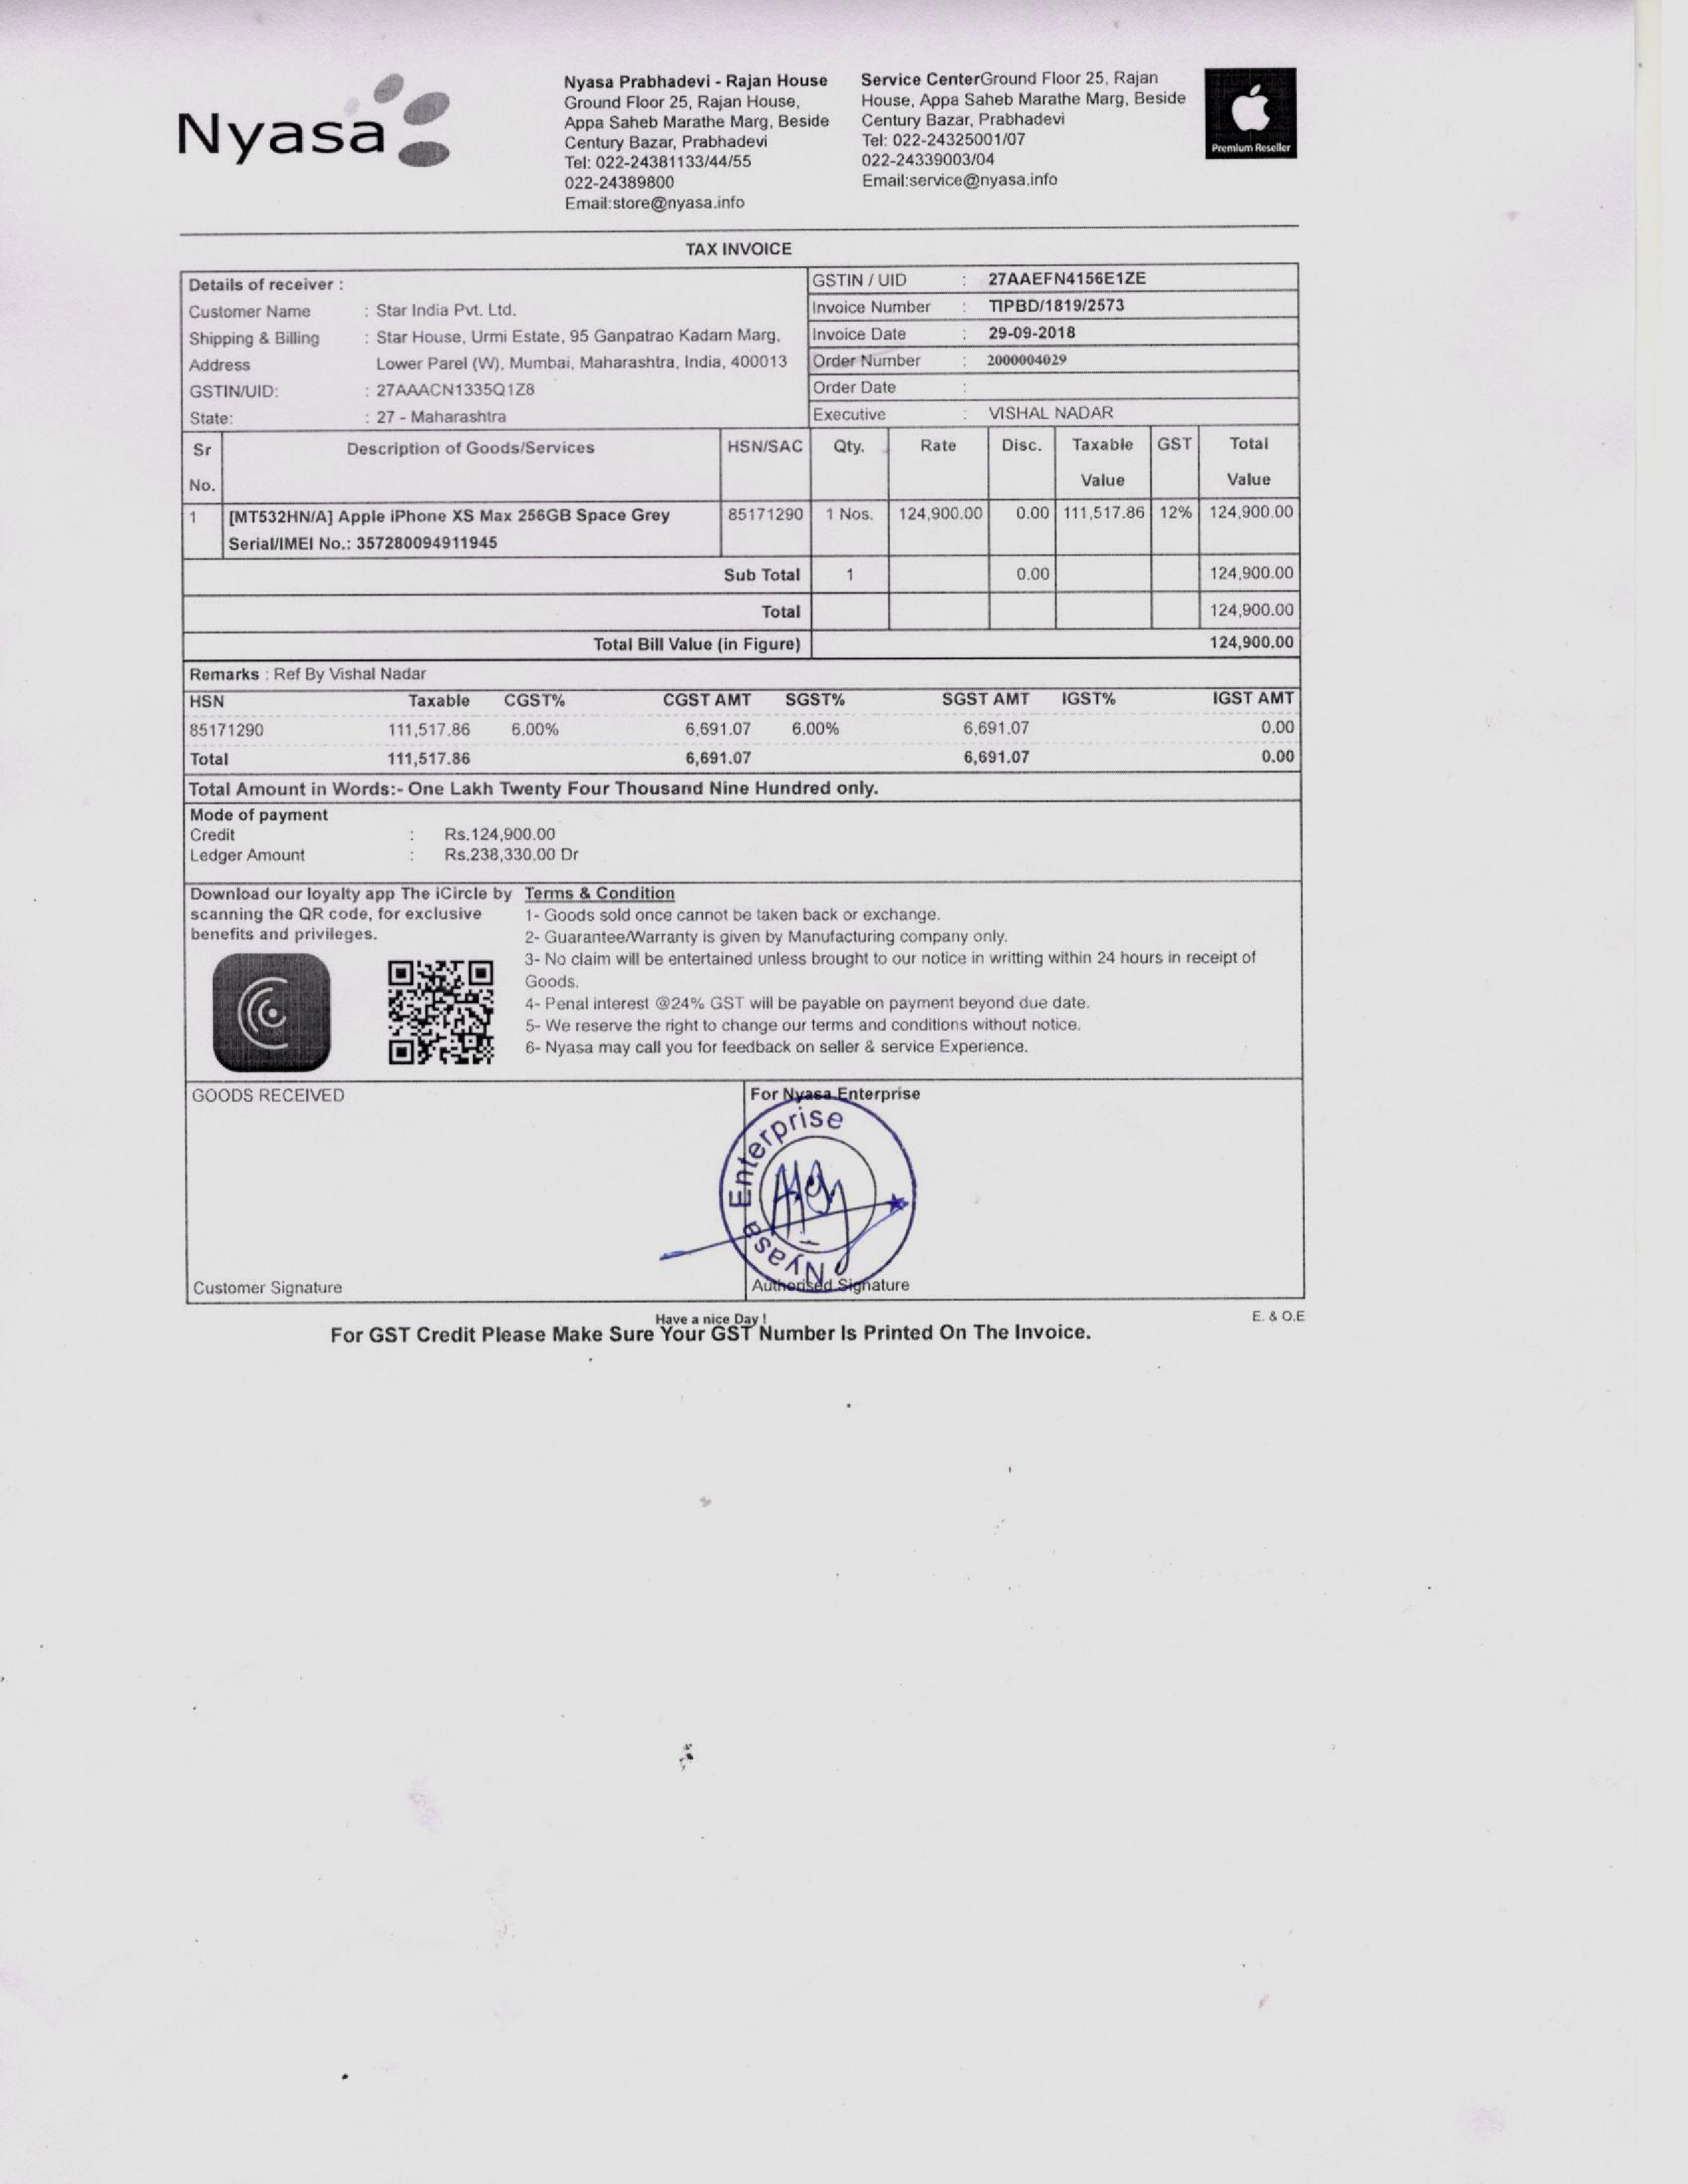 Nyasa
Nyasa Prabhadevi - Rajan House
Ground Floor 25, Rajan House,
Appa Saheb Marathe Marg, Beside
Century Bazar, Prabhadevi
Tel: 022-24381133/44/55
022-24389800
Email:store@nyasa.info
Service CenterGround Floor 25, Rajan
House, Appa Saheb Marathe Marg, Beside
Century Bazar, Prabhadevi
Tel: 022-24325001/07
022-24339003/04
Email:service@nyasa.info
Premium Reseller
TAX INVOICE
Details of receiver :
Customer Name : Star India Pvt. Ltd.
Shipping & Billing : Star House, Urmi Estate, 95 Ganpatrao Kadam Marg,
Address Lower Parel (W), Mumbai, Maharashtra, India, 400013
GSTIN/UID: : 27AAACN1335Q1Z8
State: : 27 - Maharashtra
GSTIN / UID : 27AAEFN4156E1ZE
Invoice Number : TIPBD/1819/2573
Invoice Date : 29-09-2018
Order Number : 2000004029
Order Date :
Executive : VISHAL NADAR
Sr Description of Goods/Services HSN/SAC Qty. Rate Disc. Taxable GST Total
No. Value Value
1 [MT532HN/A] Apple iPhone XS Max 256GB Space Grey 85171290 1 Nos. 124,900.00 0.00 111,517.86 12% 124,900.00
Serial/IMEI No.: 357280094911945
Sub Total 1 0.00 124,900.00
Total 124,900.00
Total Bill Value (in Figure) 124,900.00
Remarks : Ref By Vishal Nadar
HSN Taxable CGST% CGST AMT SGST% SGST AMT IGST% IGST AMT
85171290 111,517.86 6.00% 6,691.07 6.00% 6,691.07 0.00
Total 111,517.86 6,691.07 6,691.07 0.00
Total Amount in Words:- One Lakh Twenty Four Thousand Nine Hundred only.
Mode of payment
Credit : Rs.124,900.00
Ledger Amount : Rs.238,330.00 Dr
Download our loyalty app The iCircle by
scanning the QR code, for exclusive
benefits and privileges.
Terms & Condition
1- Goods sold once cannot be taken back or exchange.
2- Guarantee/Warranty is given by Manufacturing company only.
3- No claim will be entertained unless brought to our notice in writting within 24 hours in receipt of
Goods.
4- Penal interest @24% GST will be payable on payment beyond due date.
5- We reserve the right to change our terms and conditions without notice.
6- Nyasa may call you for feedback on seller & service Experience.
GOODS RECEIVED
For Nyasa Enterprise
Nyasa Enterprise
Customer Signature
Authorised Signature
Have a nice Day !
E. & O.E
For GST Credit Please Make Sure Your GST Number Is Printed On The Invoice.